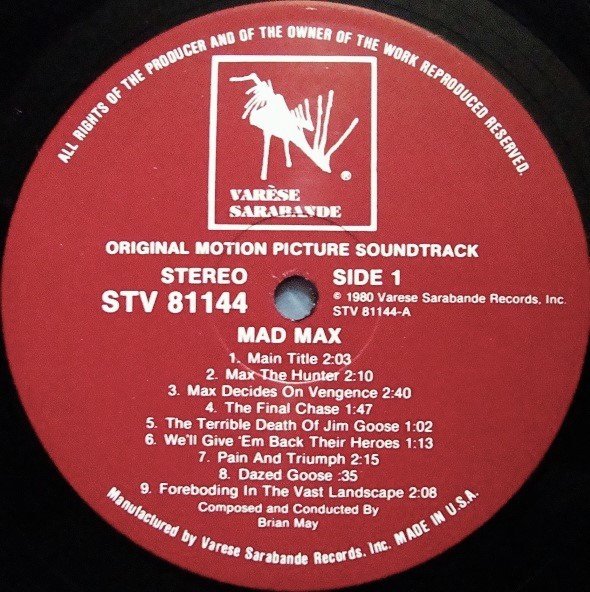 ALL RIGHTS OF THE PRODUCER AND OF THE OWNER OF THE WORK REPRODUCED RESERVED.
VARÈSE
SARABANDE
®
ORIGINAL MOTION PICTURE SOUNDTRACK
STEREO SIDE 1
STV 81144 ℗ 1980 Varese Sarabande Records, Inc.
STV 81144-A
MAD MAX
1. Main Title 2:03
2. Max The Hunter 2:10
3. Max Decides On Vengence 2:40
4. The Final Chase 1:47
5. The Terrible Death Of Jim Goose 1:02
6. We'll Give 'Em Back Their Heroes 1:13
7. Pain And Triumph 2:15
8. Dazed Goose :35
9. Foreboding In The Vast Landscape 2:08
Composed and Conducted By
Brian May
Manufactured by Varese Sarabande Records, Inc. MADE IN U.S.A.